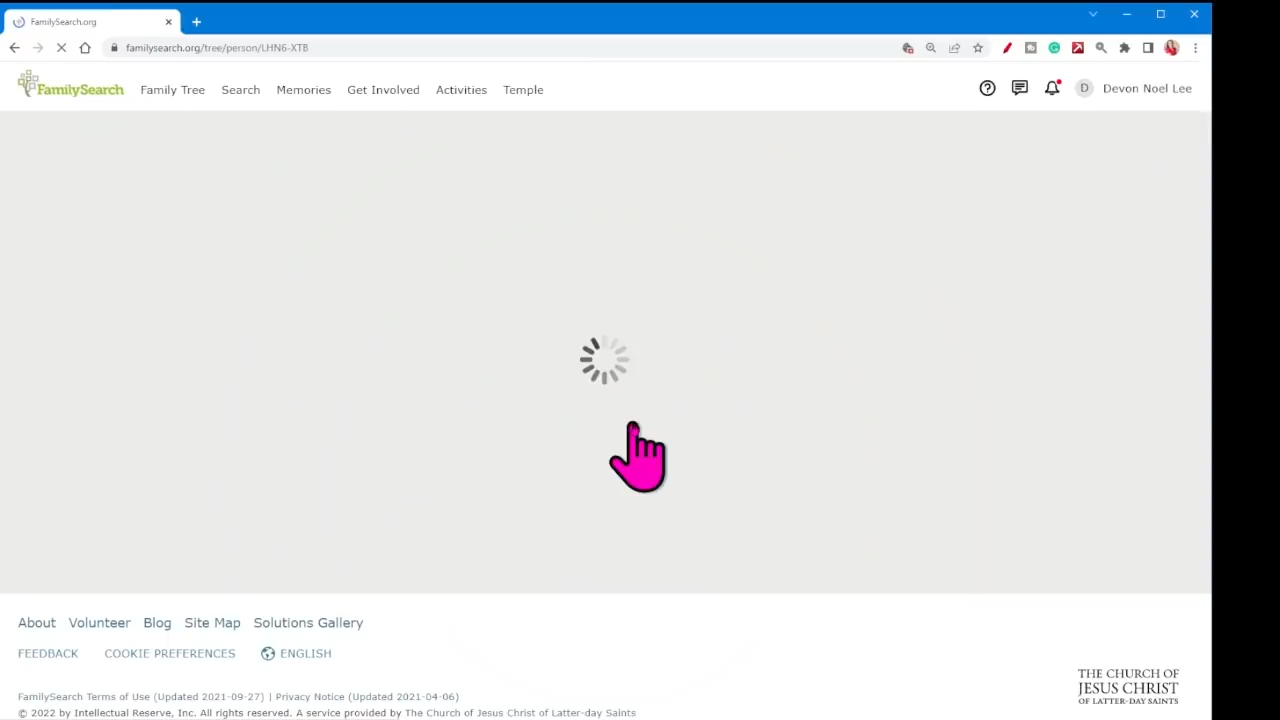 FamilySearch.org
familysearch.org/tree/person/LHN6-XTB
FamilySearch Family Tree Search Memories Get Involved Activities Temple D Devon Noel Lee
About Volunteer Blog Site Map Solutions Gallery
FEEDBACK COOKIE PREFERENCES ENGLISH
THE CHURCH OF
JESUS CHRIST
OF LATTER-DAY SAINTS
FamilySearch Terms of Use (Updated 2021-09-27) | Privacy Notice (Updated 2021-04-06)
© 2022 by Intellectual Reserve, Inc. All rights reserved. A service provided by The Church of Jesus Christ of Latter-day Saints